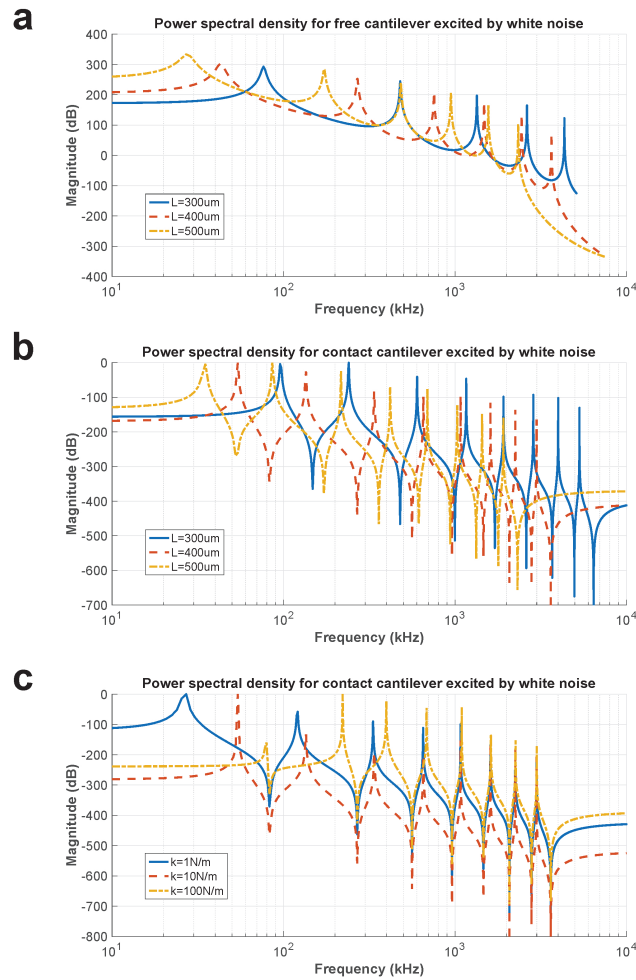 a
Power spectral density for free cantilever excited by white noise
400
300
200
100
0
-100
-200
-300
-400
Magnitude (dB)
L=300um
L=400um
L=500um
10^1 10^2 10^3 10^4
Frequency (kHz)
b
Power spectral density for contact cantilever excited by white noise
0
-100
-200
-300
-400
-500
-600
-700
Magnitude (dB)
L=300um
L=400um
L=500um
10^1 10^2 10^3 10^4
Frequency (kHz)
c
Power spectral density for contact cantilever excited by white noise
0
-100
-200
-300
-400
-500
-600
-700
-800
Magnitude (dB)
k=1N/m
k=10N/m
k=100N/m
10^1 10^2 10^3 10^4
Frequency (kHz)